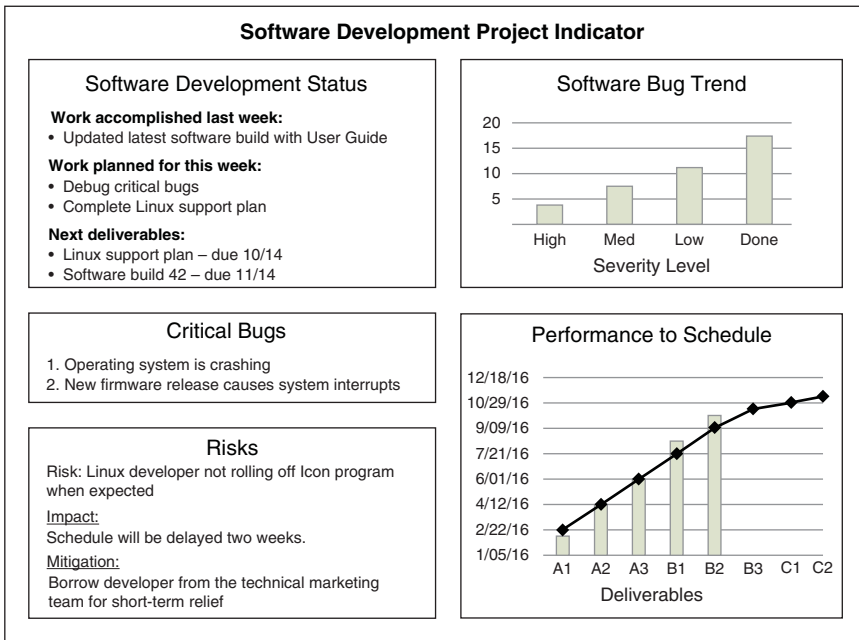 Software Development Project Indicator
Software Development Status
Work accomplished last week:
• Updated latest software build with User Guide
Work planned for this week:
• Debug critical bugs
• Complete Linux support plan
Next deliverables:
• Linux support plan – due 10/14
• Software build 42 – due 11/14
Software Bug Trend
20
15
10
5
High Med Low Done
Severity Level
Critical Bugs
1. Operating system is crashing
2. New firmware release causes system interrupts
Risks
Risk: Linux developer not rolling off Icon program
when expected
Impact:
Schedule will be delayed two weeks.
Mitigation:
Borrow developer from the technical marketing
team for short-term relief
Performance to Schedule
12/18/16
10/29/16
9/09/16
7/21/16
6/01/16
4/12/16
2/22/16
1/05/16
A1 A2 A3 B1 B2 B3 C1 C2
Deliverables